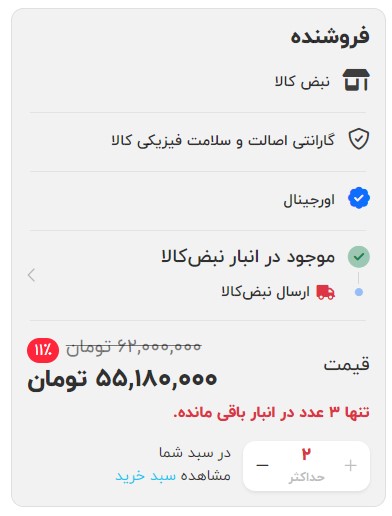 فروشنده
نبض کالا
گارانتی اصالت و سلامت فیزیکی کالا
اورجینال
موجود در انبار نبض‌کالا
ارسال نبض‌کالا
۶۲,۰۰۰,۰۰۰ تومان ۱۱٪
قیمت
۵۵,۱۸۰,۰۰۰ تومان
تنها ۳ عدد در انبار باقی مانده.
+ ۲ −
حداکثر
در سبد شما
مشاهده سبد خرید